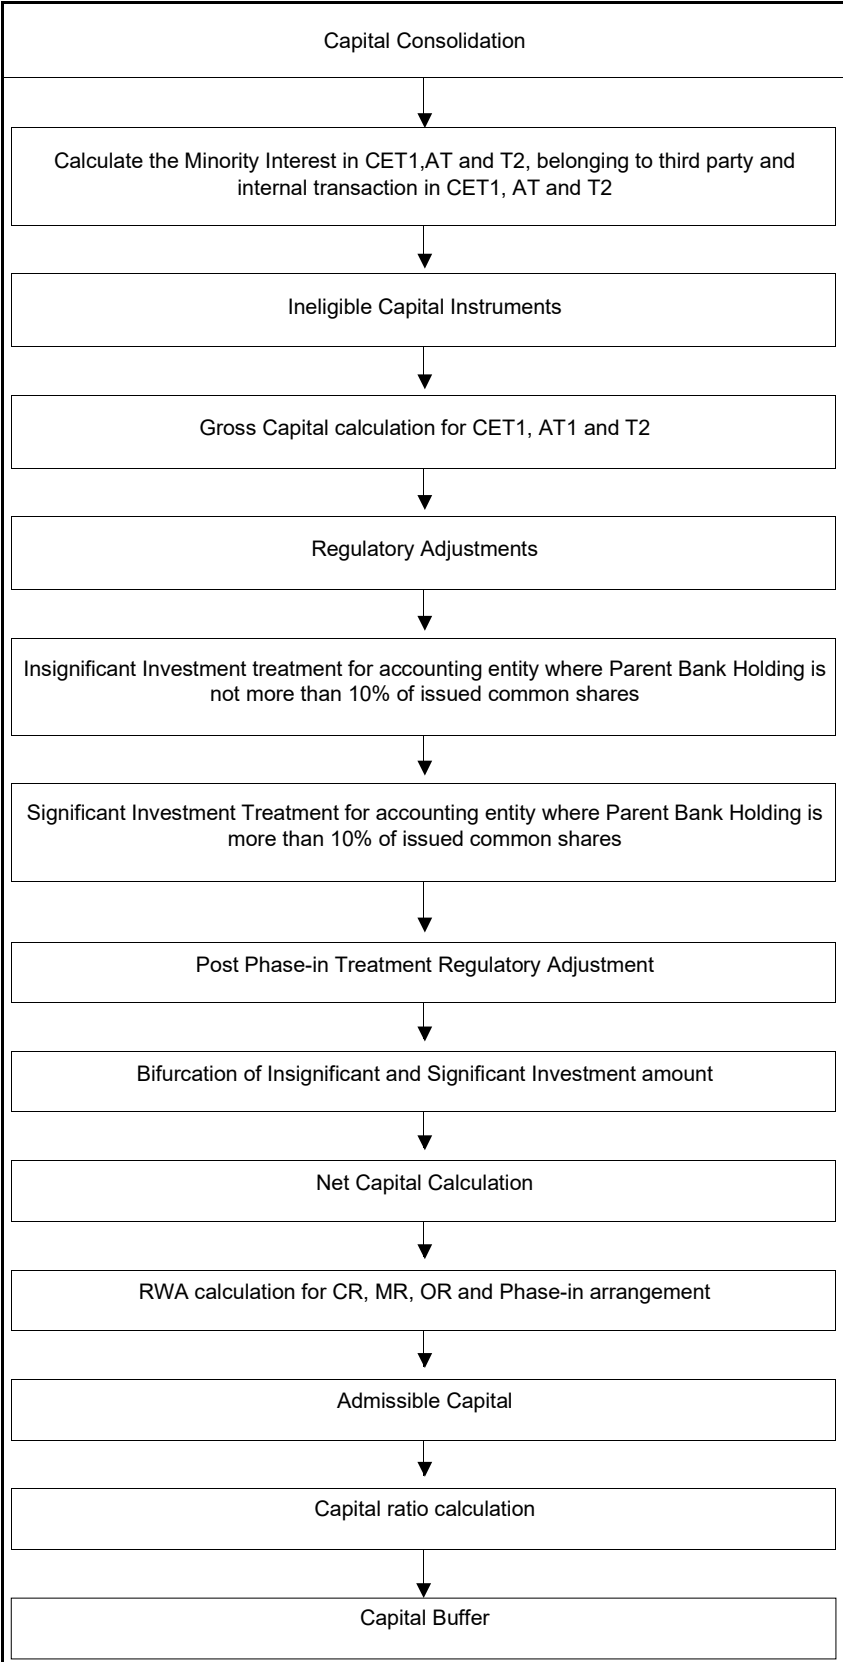 Capital Consolidation
Calculate the Minority Interest in CET1,AT and T2, belonging to third party and
internal transaction in CET1, AT and T2
Ineligible Capital Instruments
Gross Capital calculation for CET1, AT1 and T2
Regulatory Adjustments
Insignificant Investment treatment for accounting entity where Parent Bank Holding is
not more than 10% of issued common shares
Significant Investment Treatment for accounting entity where Parent Bank Holding is
more than 10% of issued common shares
Post Phase-in Treatment Regulatory Adjustment
Bifurcation of Insignificant and Significant Investment amount
Net Capital Calculation
RWA calculation for CR, MR, OR and Phase-in arrangement
Admissible Capital
Capital ratio calculation
Capital Buffer